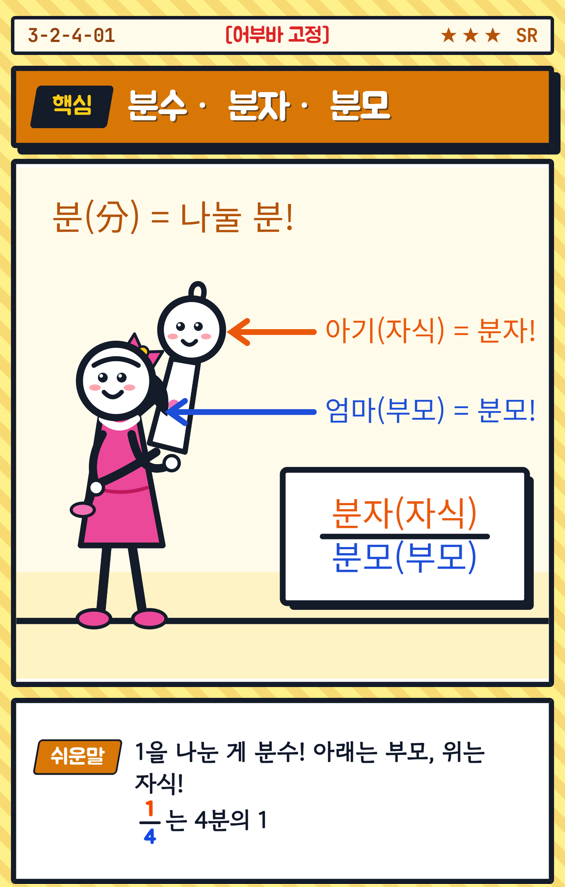 3-2-4-01 [어부바 고정] ★★★ SR
핵심 분수 · 분자 · 분모
분(分) = 나눌 분!
아기(자식) = 분자!
엄마(부모) = 분모!
분자(자식)
분모(부모)
쉬운말 1을 나눈 게 분수! 아래는 부모, 위는
자식!
1
4
는 4분의 1